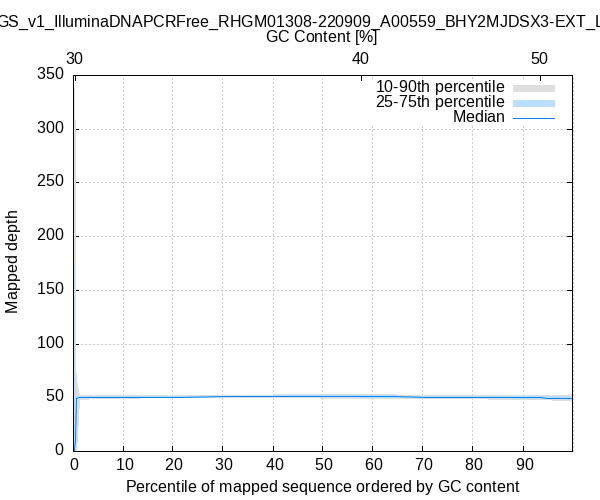 GS_v1_IlluminaDNAPCRFree_RHGM01308-220909_A00559_BHY2MJDSX3-EXT_L
GC Content [%]
30 40 50
350
300
250
200
150
100
50
0
Mapped depth
10-90th percentile
25-75th percentile
Median
0 10 20 30 40 50 60 70 80 90
Percentile of mapped sequence ordered by GC content